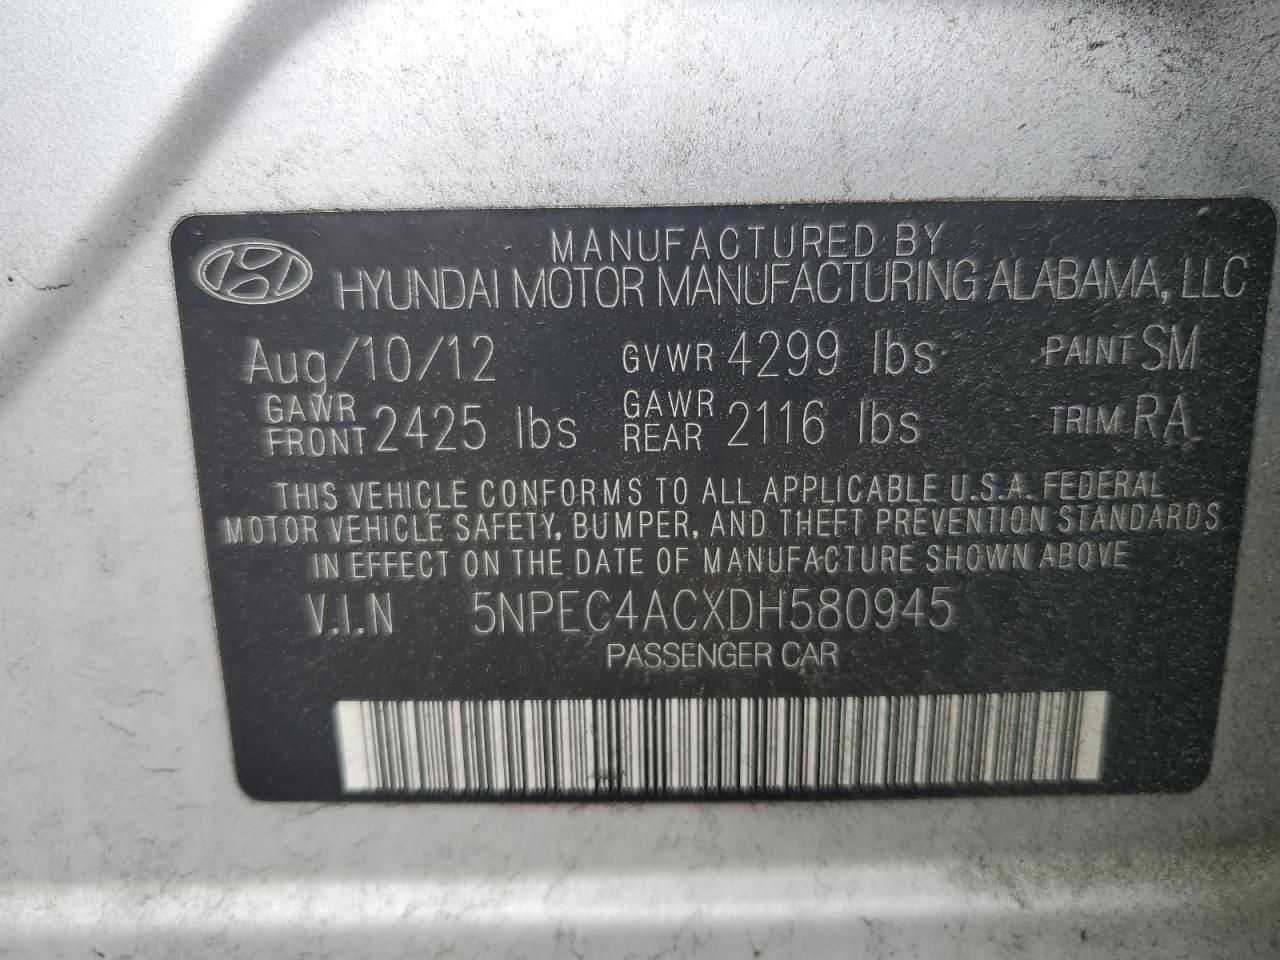 MANUFACTURED BY
HYUNDAI MOTOR MANUFACTURING ALABAMA, LLC
Aug/10/12 GVWR 4299 lbs PAINT SM
GAWR FRONT 2425 lbs GAWR REAR 2116 lbs TRIM RA
THIS VEHICLE CONFORMS TO ALL APPLICABLE U.S.A. FEDERAL
MOTOR VEHICLE SAFETY, BUMPER, AND THEFT PREVENTION STANDARDS
IN EFFECT ON THE DATE OF MANUFACTURE SHOWN ABOVE
V.I.N 5NPEC4ACXDH580945
PASSENGER CAR